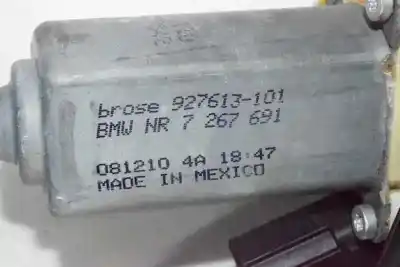 brose 927613-101
BMW NR 7 267 691
081210 4A 18:47
MADE IN MEXICO